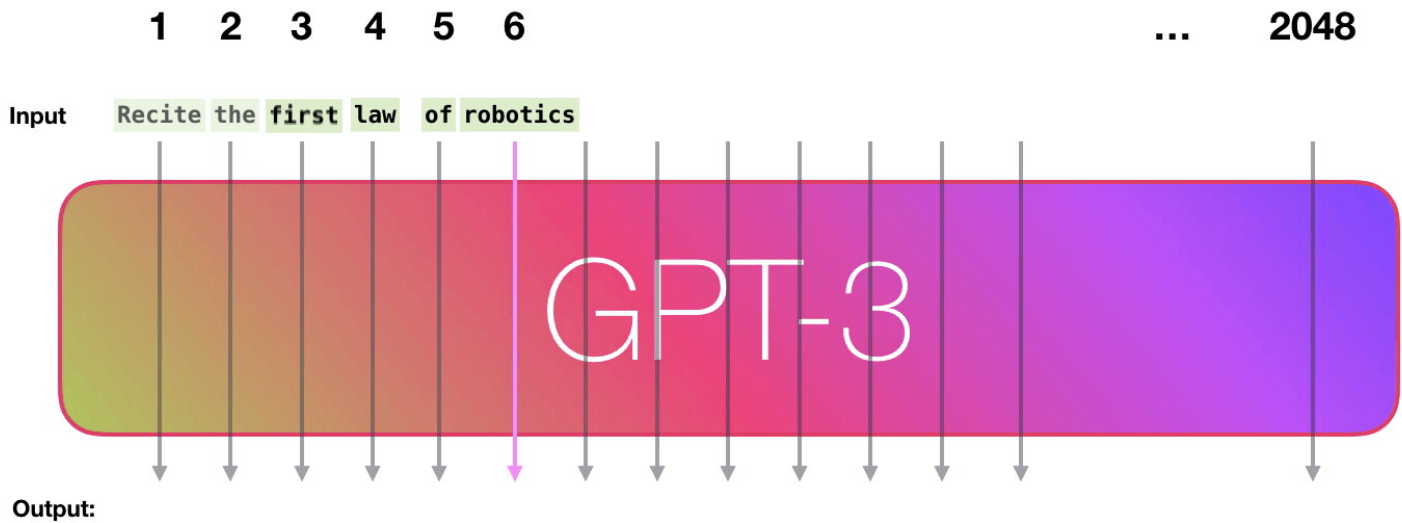 1 2 3 4 5 6 ... 2048
Input Recite the first law of robotics
GPT-3
Output: